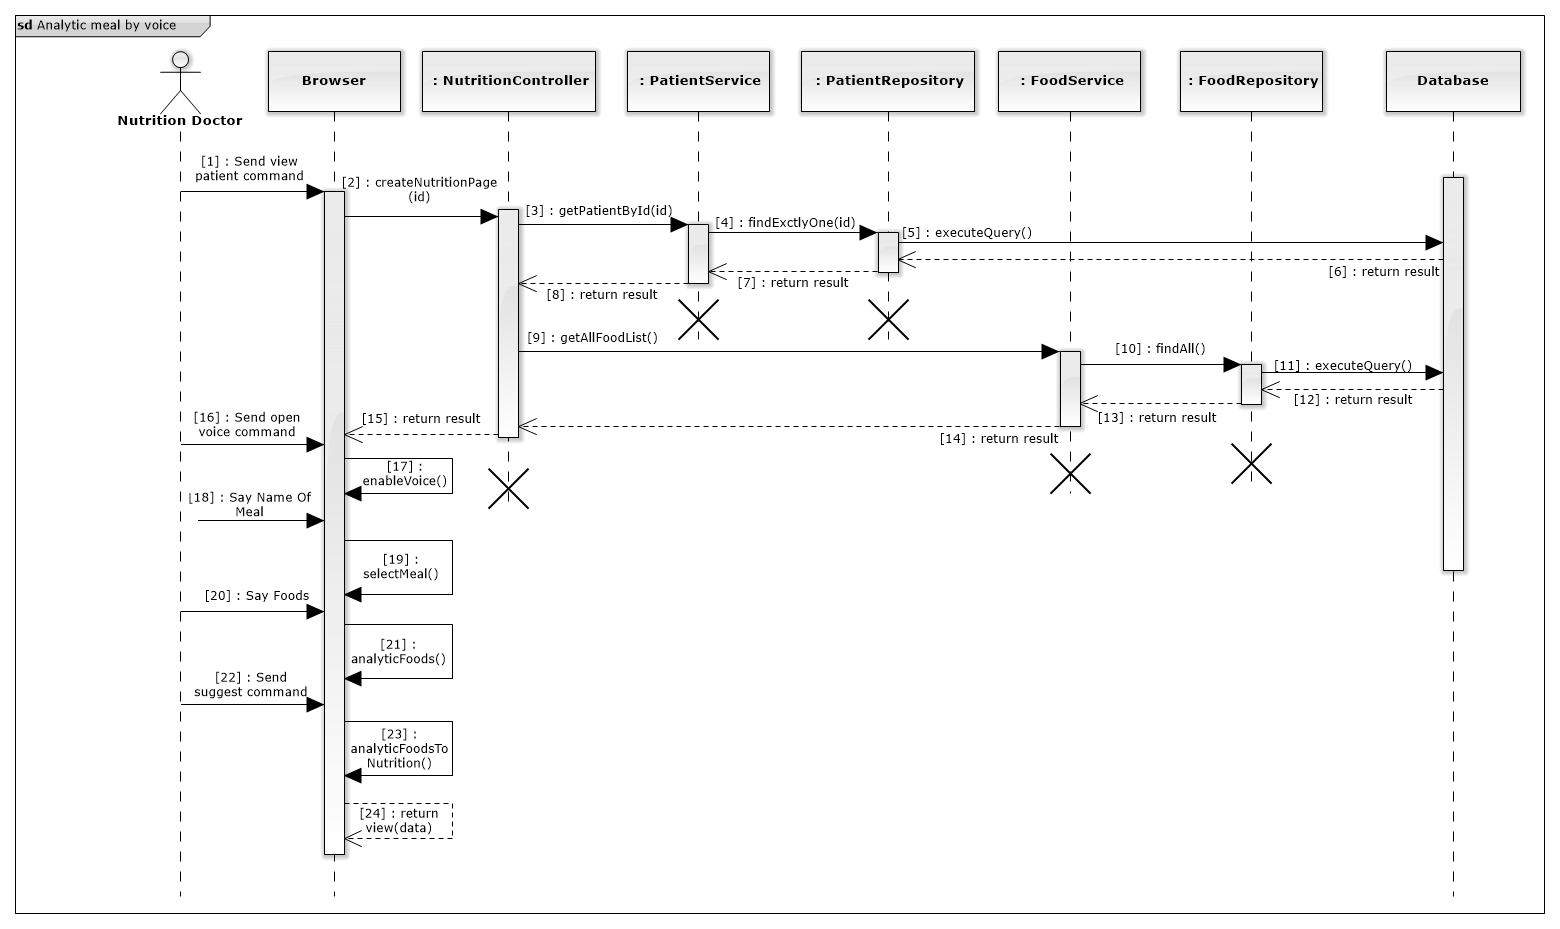 sd Analytic meal by voice
Nutrition Doctor
Browser
: NutritionController
: PatientService
: PatientRepository
: FoodService
: FoodRepository
Database
[1] : Send view
patient command
[2] : createNutritionPage
(id)
[3] : getPatientById(id)
[4] : findExctlyOne(id)
[5] : executeQuery()
[6] : return result
[7] : return result
[8] : return result
[9] : getAllFoodList()
[10] : findAll()
[11] : executeQuery()
[12] : return result
[13] : return result
[14] : return result
[15] : return result
[16] : Send open
voice command
[17] :
enableVoice()
[18] : Say Name Of
Meal
[19] :
selectMeal()
[20] : Say Foods
[21] :
analyticFoods()
[22] : Send
suggest command
[23] :
analyticFoodsTo
Nutrition()
[24] : return
view(data)